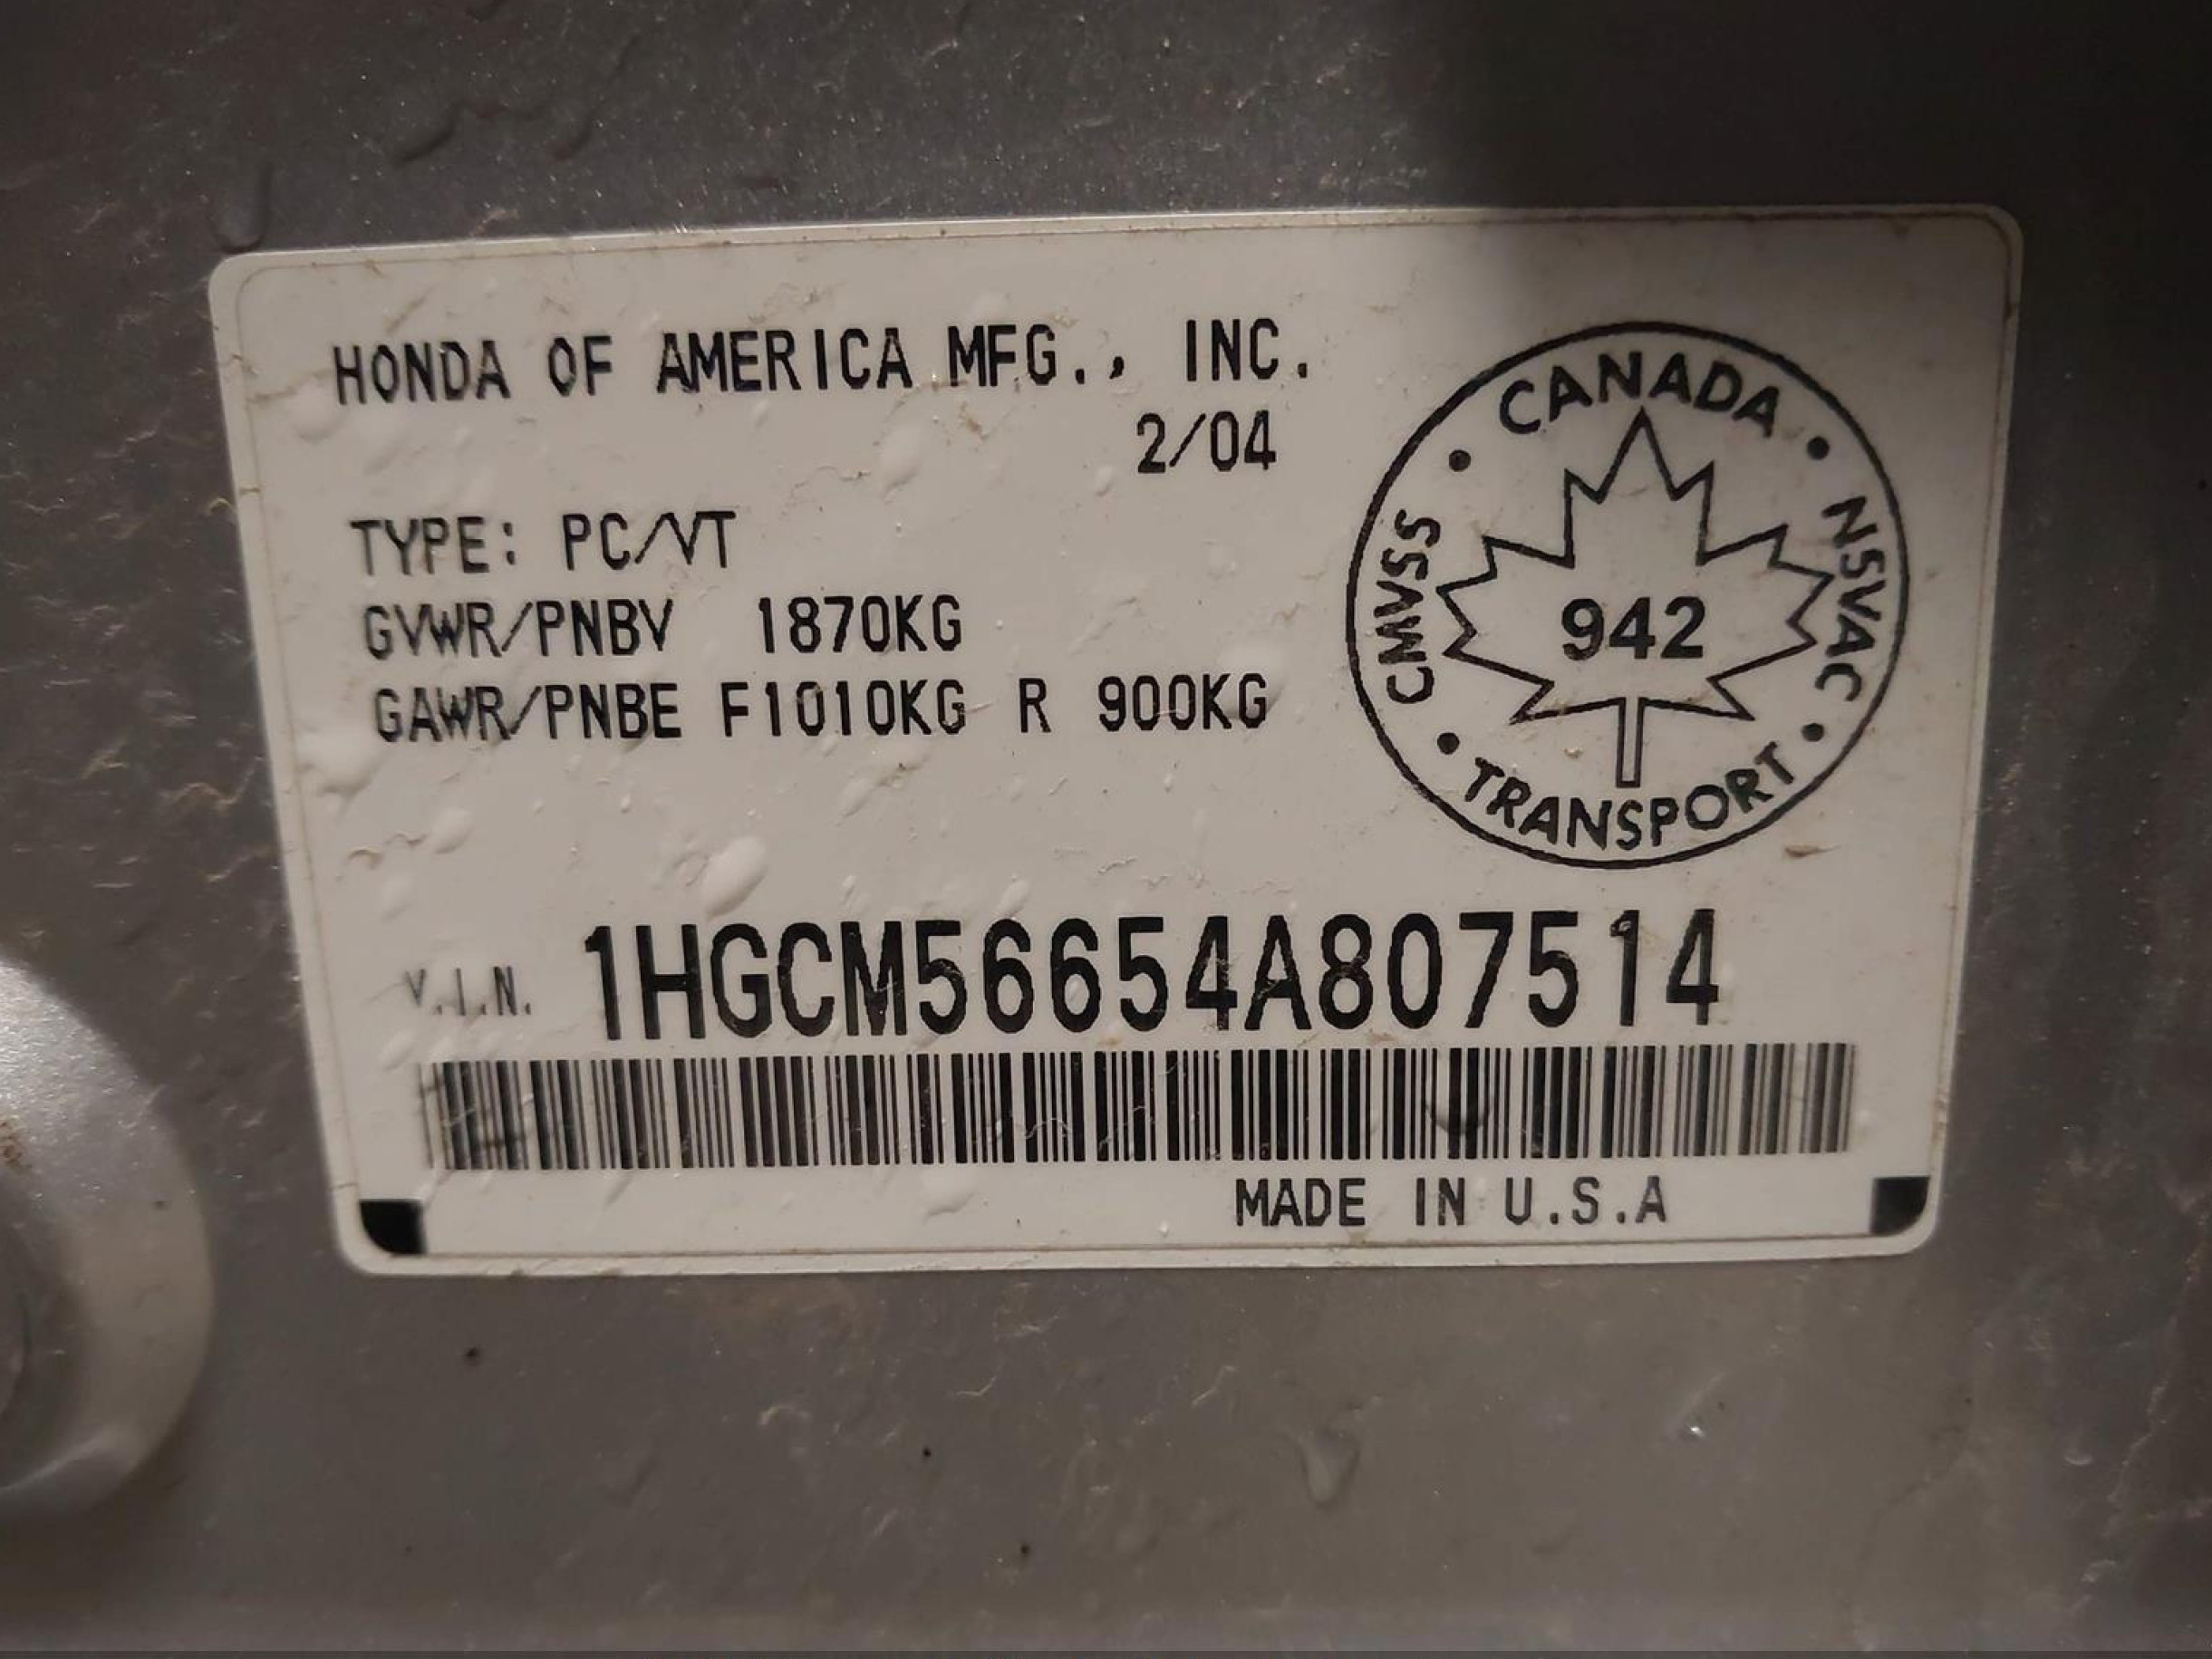 HONDA OF AMERICA MFG., INC.
2/04
TYPE: PC/VT
GVWR/PNBV 1870KG
GAWR/PNBE F1010KG R 900KG
CANADA • NSVAC • TRANSPORT • CMVSS •
942
V.I.N. 1HGCM56654A807514
MADE IN U.S.A